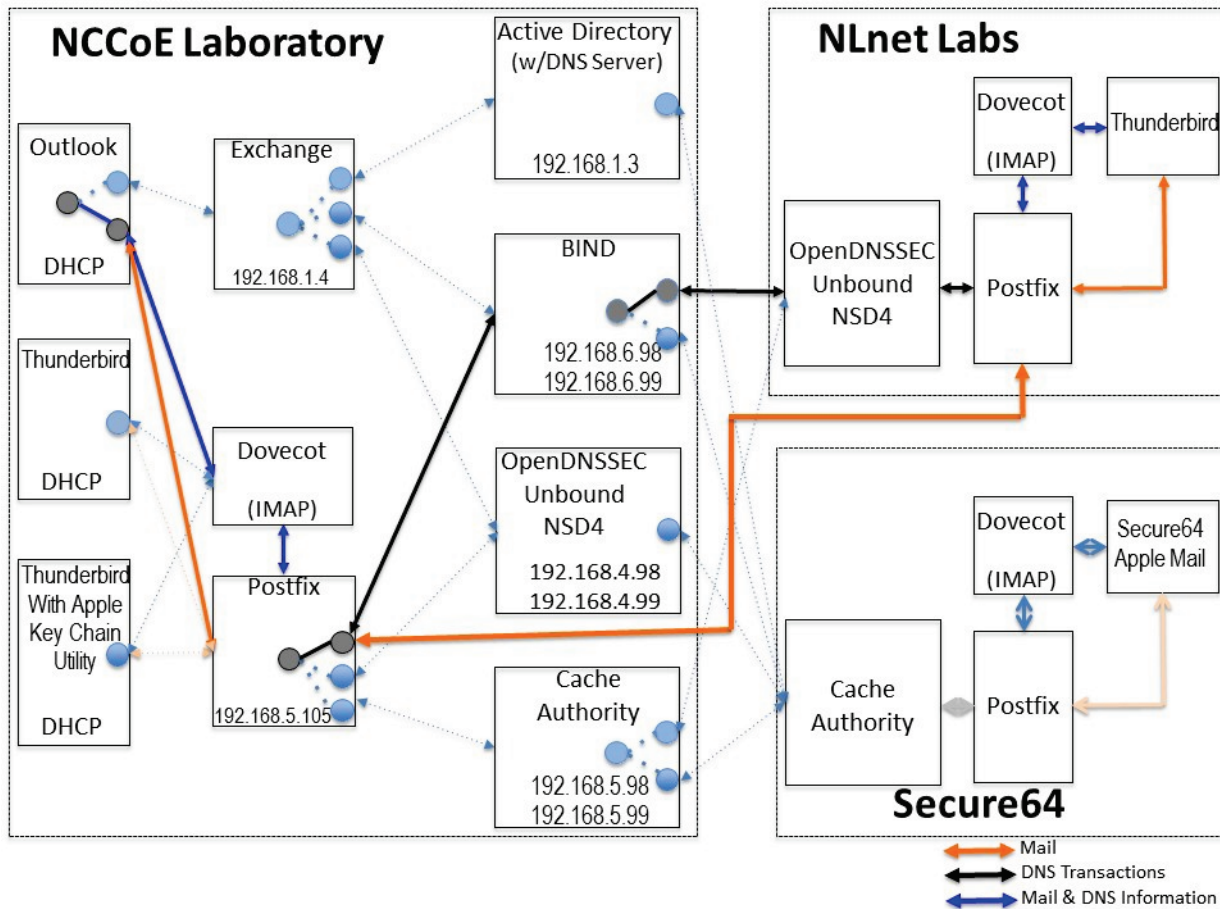 NCCoE Laboratory
Outlook
DHCP
Thunderbird
DHCP
Thunderbird
With Apple
Key Chain
Utility
DHCP
Exchange
192.168.1.4
Dovecot
(IMAP)
Postfix
192.168.5.105
Active Directory
(w/DNS Server)
192.168.1.3
BIND
192.168.6.98
192.168.6.99
OpenDNSSEC
Unbound
NSD4
192.168.4.98
192.168.4.99
Cache
Authority
192.168.5.98
192.168.5.99
NLnet Labs
Dovecot
(IMAP)
Thunderbird
OpenDNSSEC
Unbound
NSD4
Postfix
Dovecot
(IMAP)
Secure64
Apple Mail
Cache
Authority
Postfix
Secure64
Mail
DNS Transactions
Mail & DNS Information